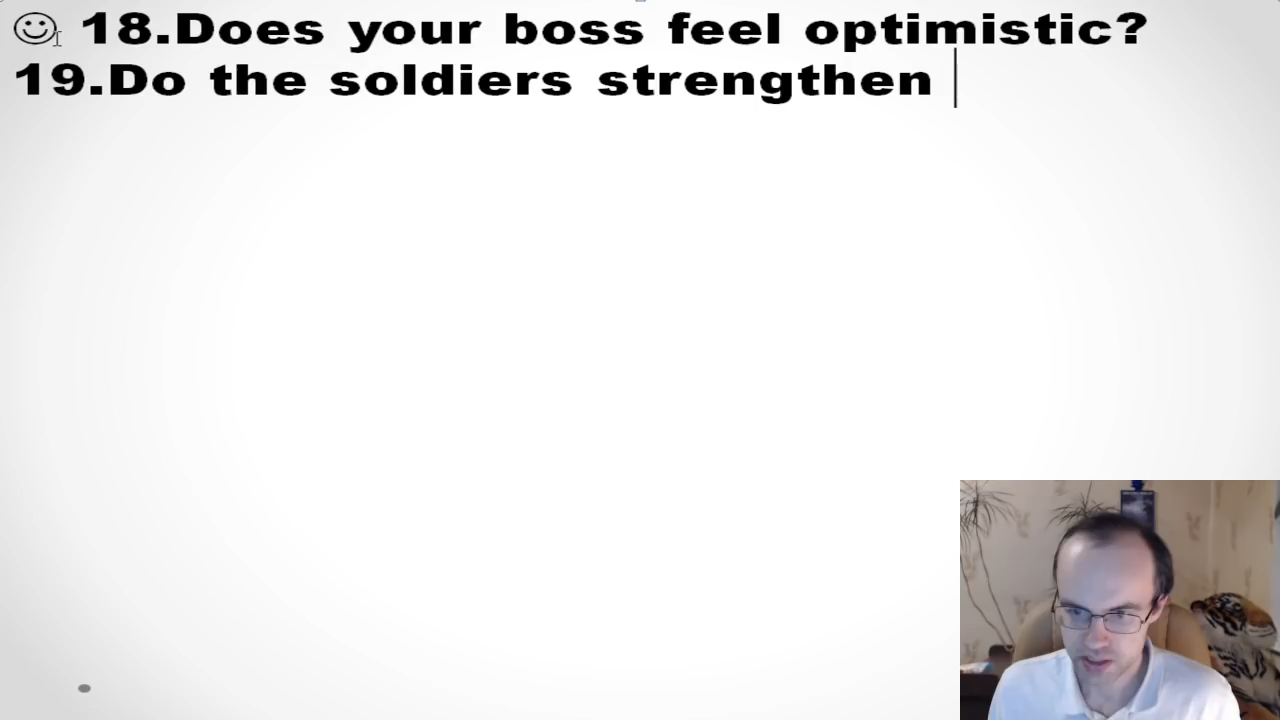 ☺ 18.Does your boss feel optimistic?
19.Do the soldiers strengthen